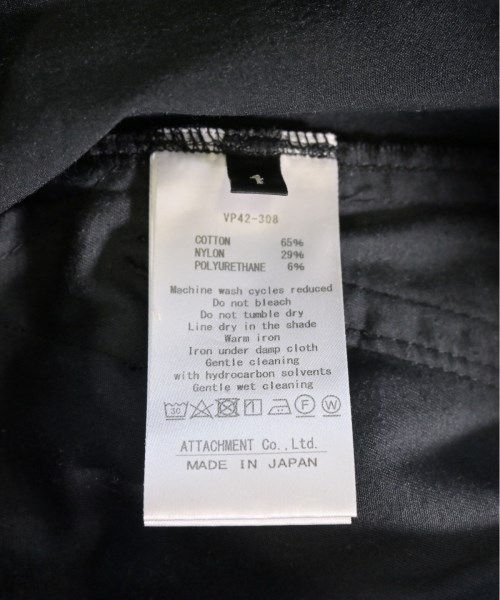 4
VP42-308
COTTON 65%
NYLON 29%
POLYURETHANE 6%
Machine wash cycles reduced
Do not bleach
Do not tumble dry
Line dry in the shade
Warm iron
Iron under damp cloth
Gentle cleaning
with hydrocarbon solvents
Gentle wet cleaning
30 F W
ATTACHMENT Co.,Ltd.
MADE IN JAPAN